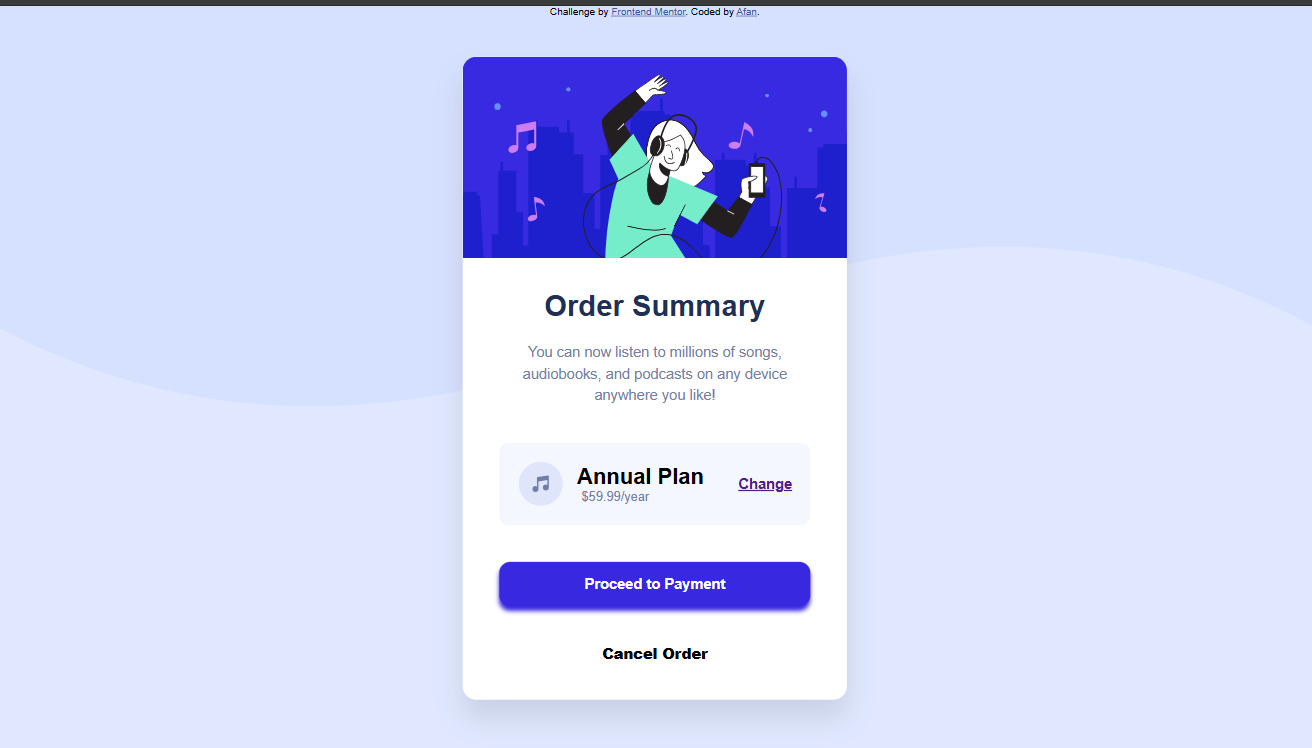 Challenge by Frontend Mentor. Coded by Afan.
Order Summary
You can now listen to millions of songs,
audiobooks, and podcasts on any device
anywhere you like!
Annual Plan
$59.99/year
Change
Proceed to Payment
Cancel Order